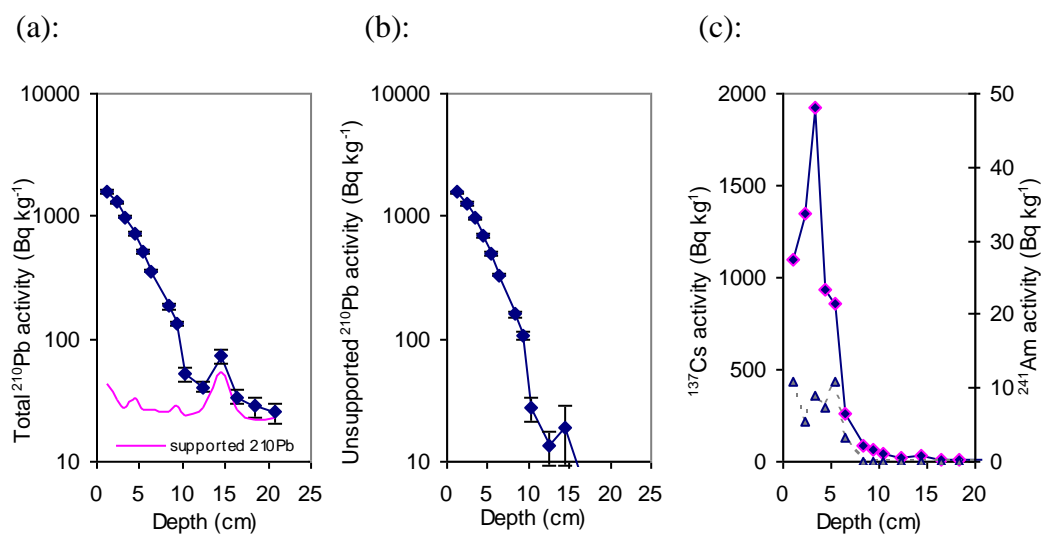 (a):
(b):
(c):
Total ²¹⁰Pb activity (Bq kg⁻¹)
10000
1000
100
10
supported 210Pb
0 5 10 15 20 25
Depth (cm)
Unsupported ²¹⁰Pb activity (Bq kg⁻¹)
10000
1000
100
10
0 5 10 15 20 25
Depth (cm)
¹³⁷Cs activity (Bq kg⁻¹)
2000
1500
1000
500
0
0 5 10 15 20
Depth (cm)
50
40
30
20
10
0
²⁴¹Am activity (Bq kg⁻¹)